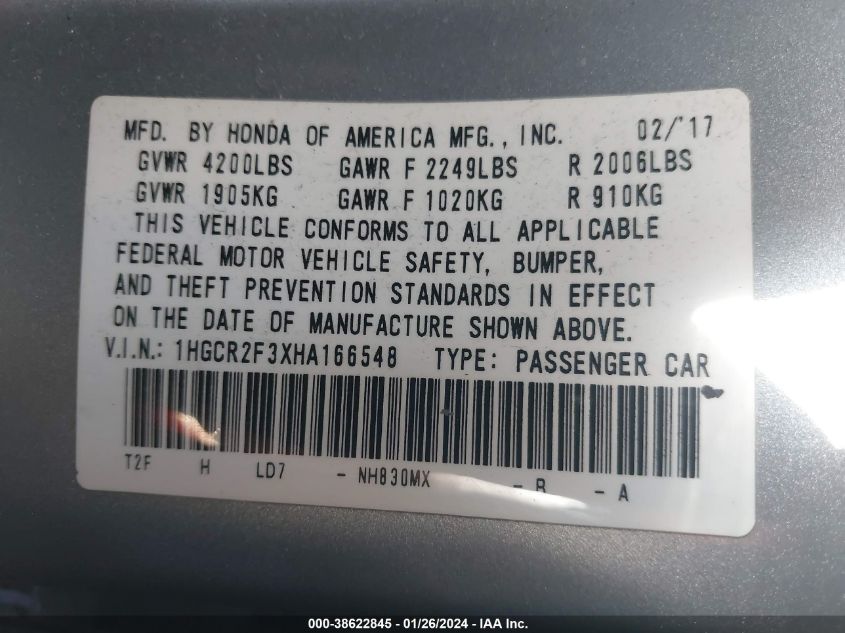 MFD. BY HONDA OF AMERICA MFG., INC. 02/'17
GVWR 4200LBS GAWR F 2249LBS R 2006LBS
GVWR 1905KG GAWR F 1020KG R 910KG
THIS VEHICLE CONFORMS TO ALL APPLICABLE
FEDERAL MOTOR VEHICLE SAFETY, BUMPER,
AND THEFT PREVENTION STANDARDS IN EFFECT
ON THE DATE OF MANUFACTURE SHOWN ABOVE.
V.I.N.: 1HGCR2F3XHA166548 TYPE: PASSENGER CAR
T2F H LD7 - NH830MX - B - A
000-38622845 - 01/26/2024 - IAA Inc.